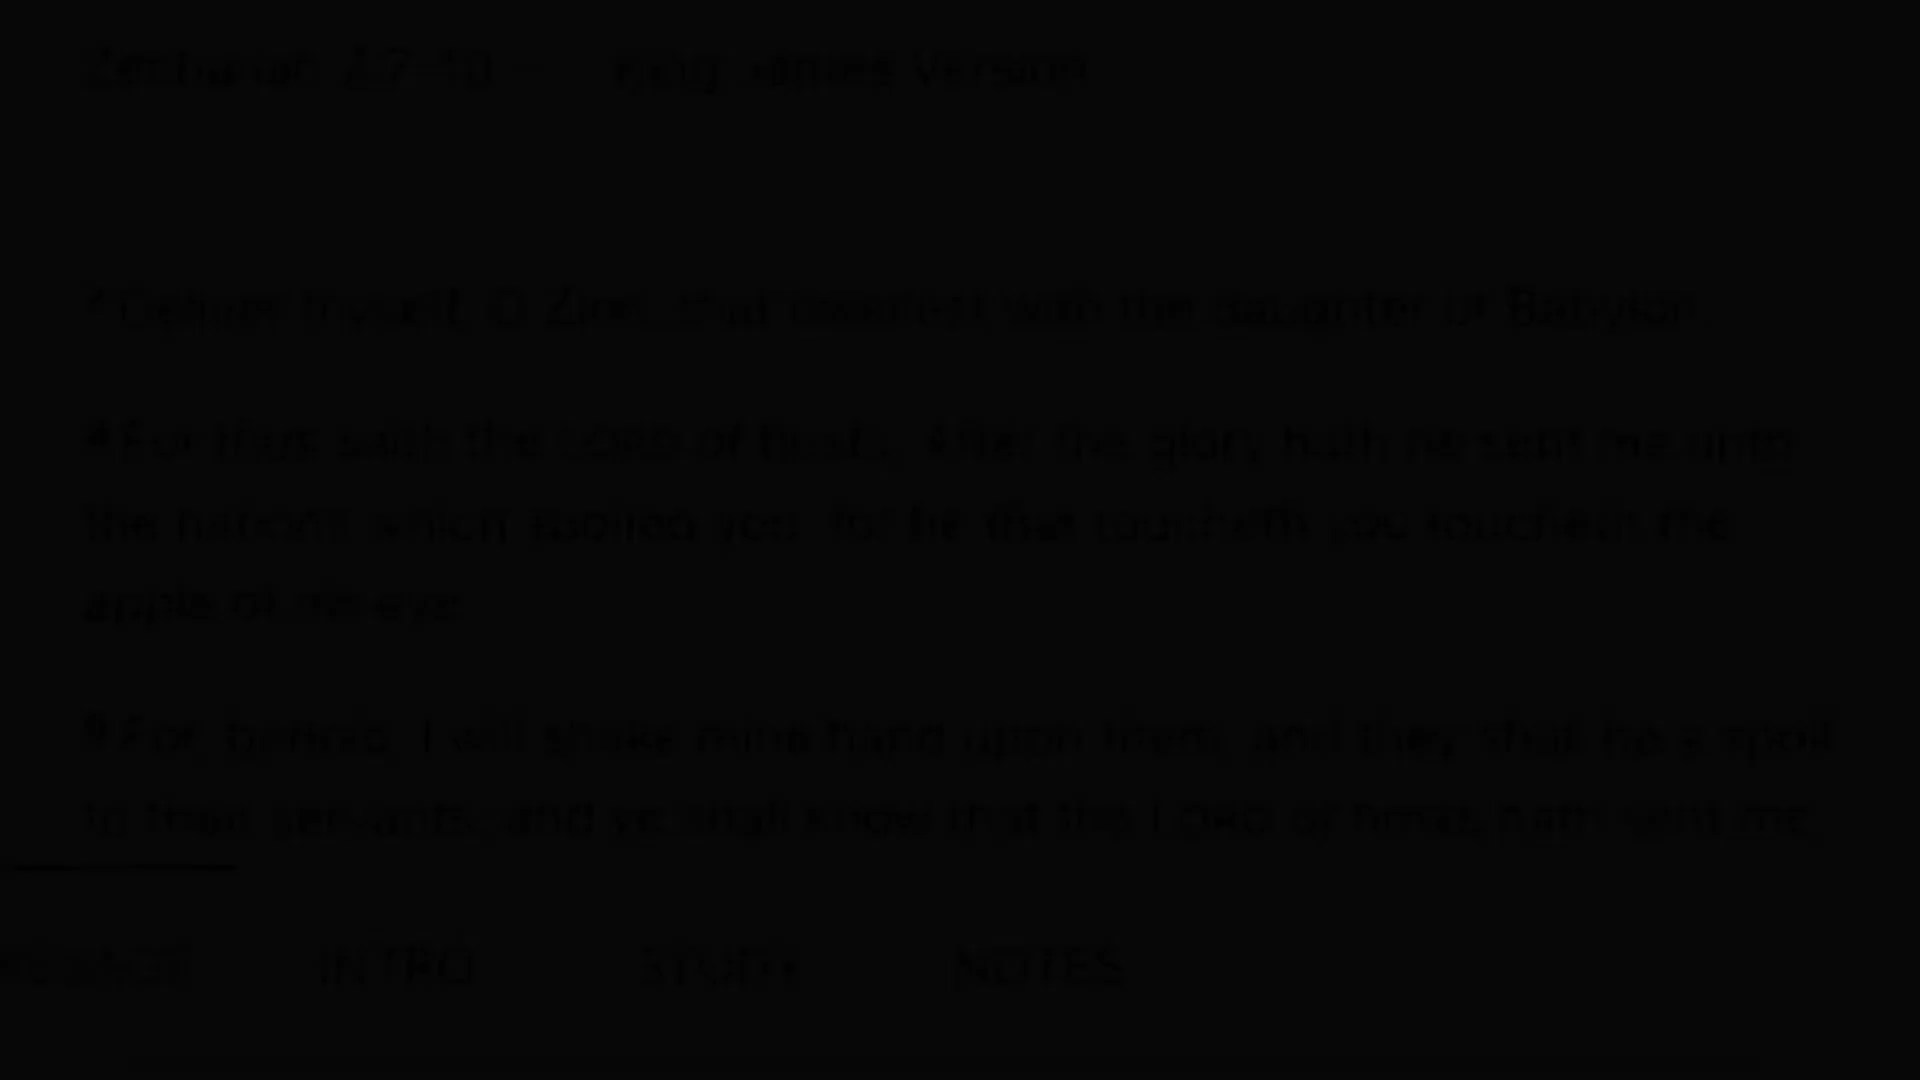 Zechariah 2:7-10 King James Version
7 Deliver thyself, O Zion, that dwellest with the daughter of Babylon.
8 For thus saith the LORD of hosts; After the glory hath he sent me unto
the nations which spoiled you: for he that toucheth you toucheth the
apple of his eye.
9 For, behold, I will shake mine hand upon them, and they shall be a spoil
to their servants: and ye shall know that the LORD of hosts hath sent me.
INTRO STUDY NOTES